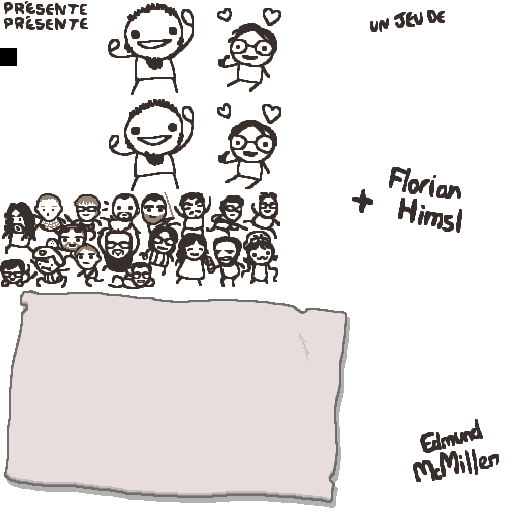 PRÉSENTE
PRÉSENTE
UN JEU DE
+ Florian
Himsl
Edmund
McMillen